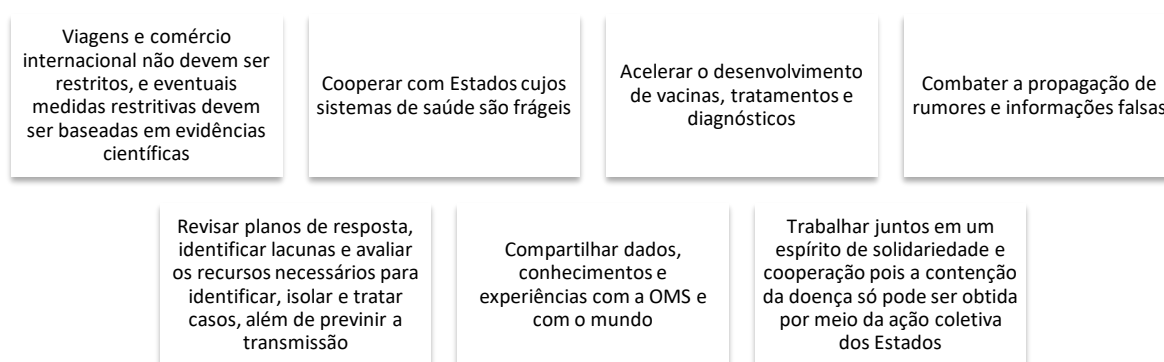 Viagens e comércio
internacional não devem ser
restritos, e eventuais
medidas restritivas devem
ser baseadas em evidências
científicas
Cooperar com Estados cujos
sistemas de saúde são frágeis
Acelerar o desenvolvimento
de vacinas, tratamentos e
diagnósticos
Combater a propagação de
rumores e informações falsas
Revisar planos de resposta,
identificar lacunas e avaliar
os recursos necessários para
identificar, isolar e tratar
casos, além de previnir a
transmissão
Compartilhar dados,
conhecimentos e
experiências com a OMS e
com o mundo
Trabalhar juntos em um
espírito de solidariedade e
cooperação pois a contenção
da doença só pode ser obtida
por meio da ação coletiva
dos Estados